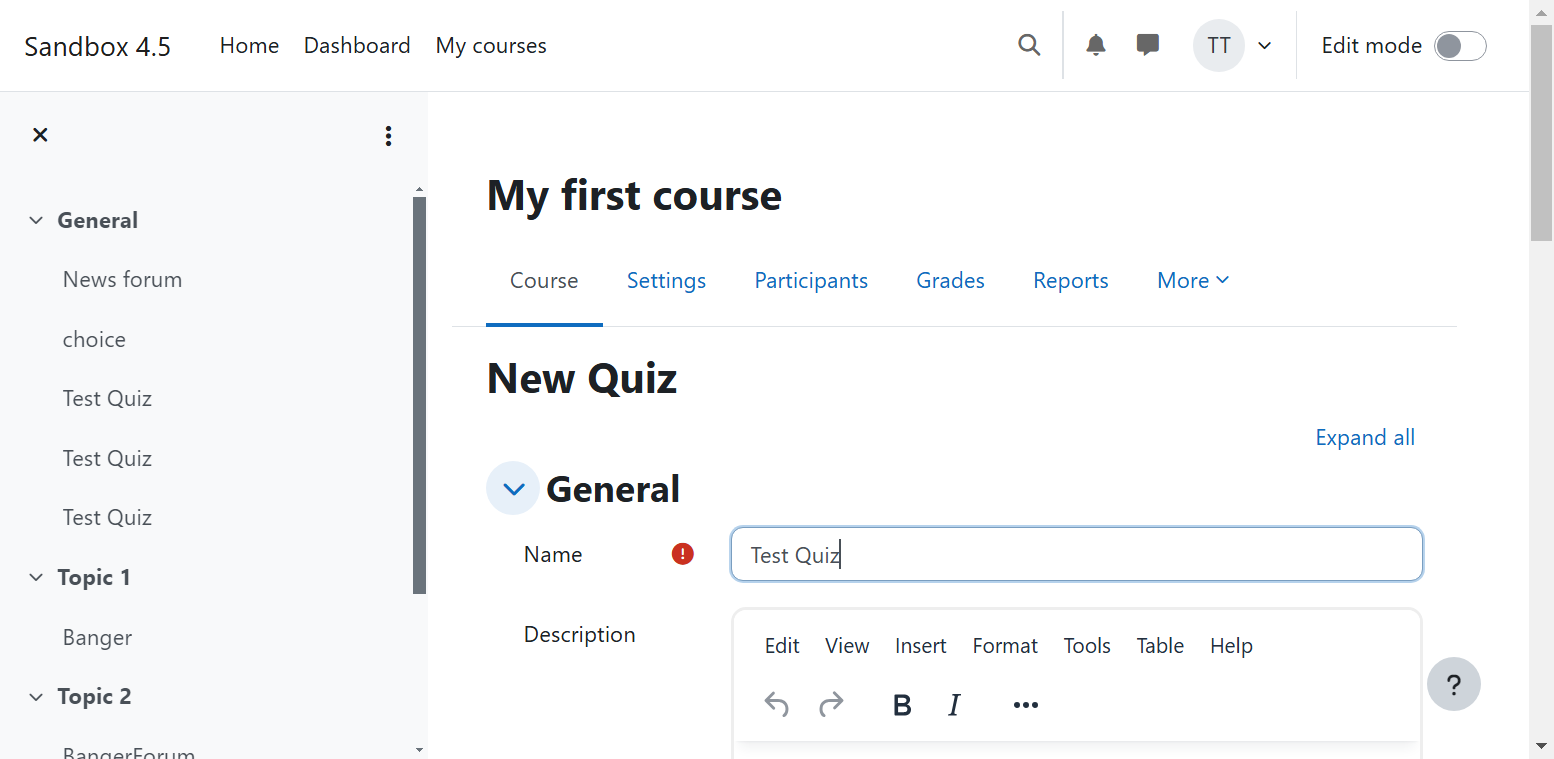 Sandbox 4.5 Home Dashboard My courses TT Edit mode
General
News forum
choice
Test Quiz
Test Quiz
Test Quiz
Topic 1
Banger
Topic 2
BangerForum
My first course
Course Settings Participants Grades Reports More
New Quiz
Expand all
General
Name Test Quiz
Description
Edit View Insert Format Tools Table Help
B I
?